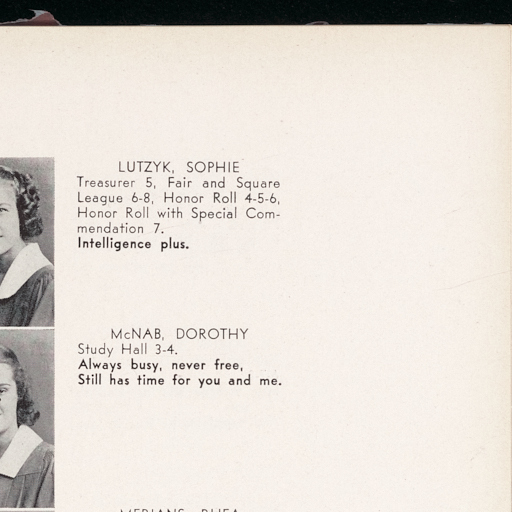 LUTZYK, SOPHIE
Treasurer 5, Fair and Square
League 6-8, Honor Roll 4-5-6,
Honor Roll with Special Com-
mendation 7.
Intelligence plus.
McNAB, DOROTHY
Study Hall 3-4.
Always busy, never free,
Still has time for you and me.